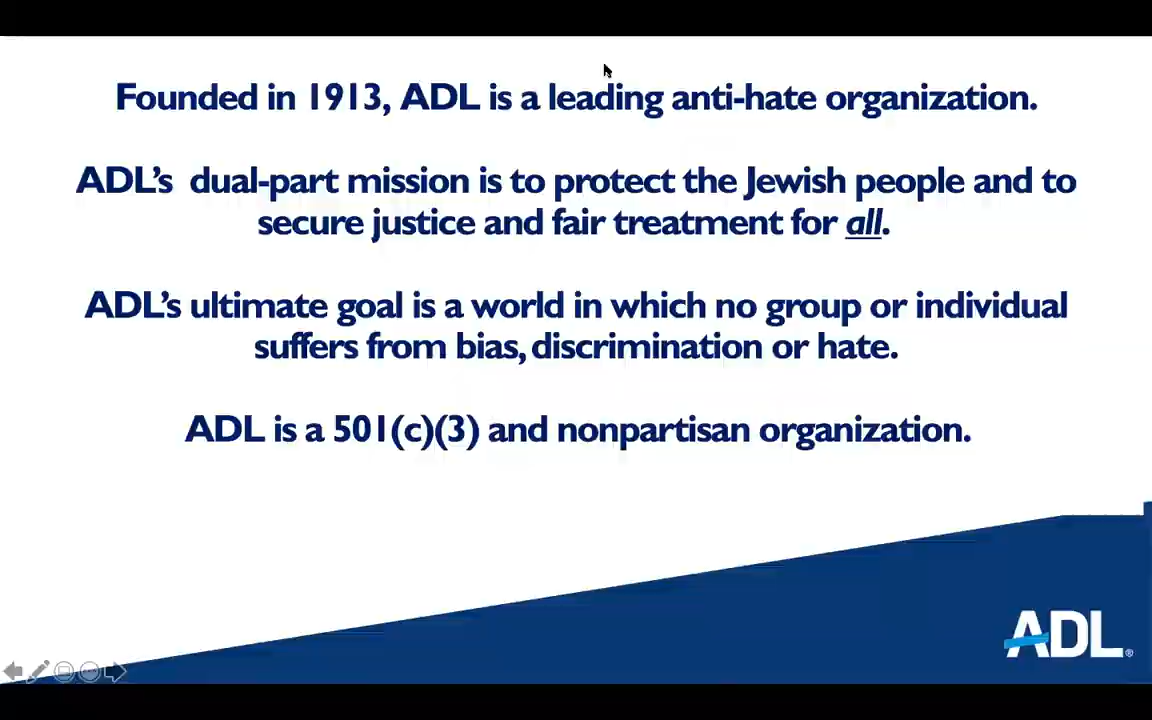 Founded in 1913, ADL is a leading anti-hate organization.
ADL's dual-part mission is to protect the Jewish people and to
secure justice and fair treatment for all.
ADL's ultimate goal is a world in which no group or individual
suffers from bias, discrimination or hate.
ADL is a 501(c)(3) and nonpartisan organization.
ADL®